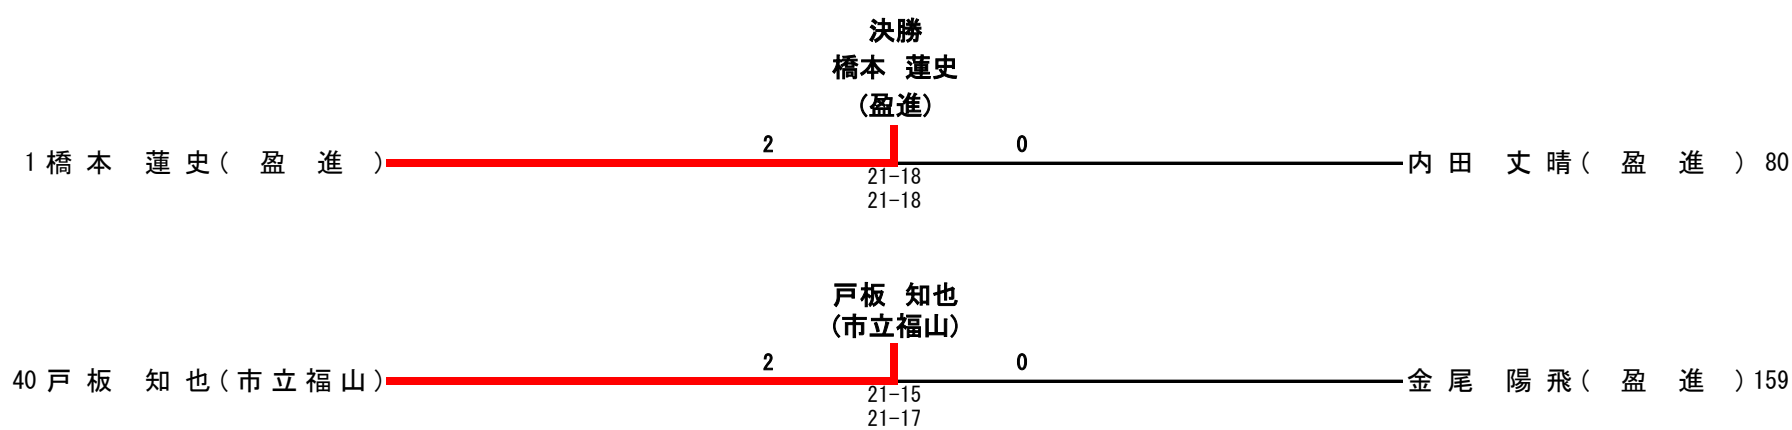 決勝
橋本 蓮史
(盈進)
2 0
1 橋本 蓮史( 盈 進 ) 内田 丈晴( 盈 進 ) 80
21-18
21-18
戸板 知也
(市立福山)
2 0
40 戸板 知也(市立福山) 金尾 陽飛( 盈 進 ) 159
21-15
21-17